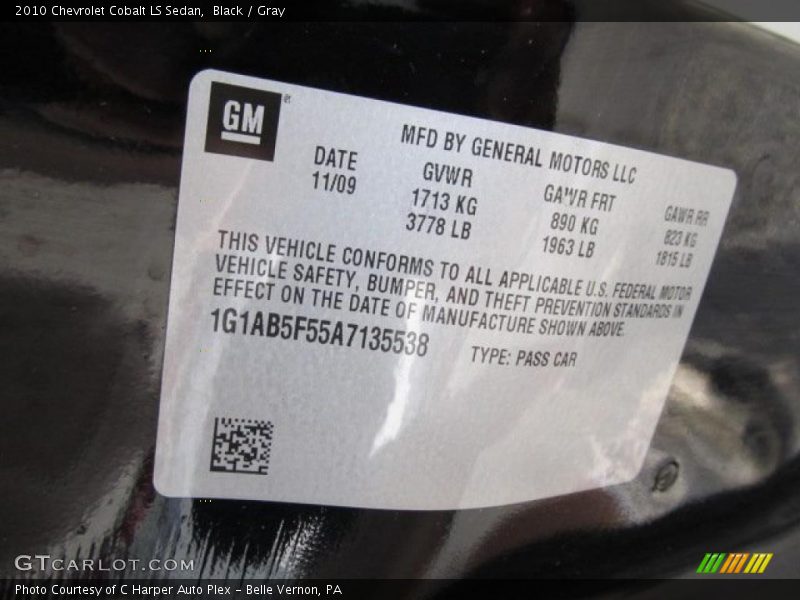 2010 Chevrolet Cobalt LS Sedan, Black / Gray
GM
MFD BY GENERAL MOTORS LLC
DATE GVWR GAWR FRT GAWR RR
11/09 1713 KG 890 KG 823 KG
3778 LB 1963 LB 1815 LB
THIS VEHICLE CONFORMS TO ALL APPLICABLE U.S. FEDERAL MOTOR
VEHICLE SAFETY, BUMPER, AND THEFT PREVENTION STANDARDS IN
EFFECT ON THE DATE OF MANUFACTURE SHOWN ABOVE.
1G1AB5F55A7135538 TYPE: PASS CAR
GTCARLOT.COM
Photo Courtesy of C Harper Auto Plex - Belle Vernon, PA